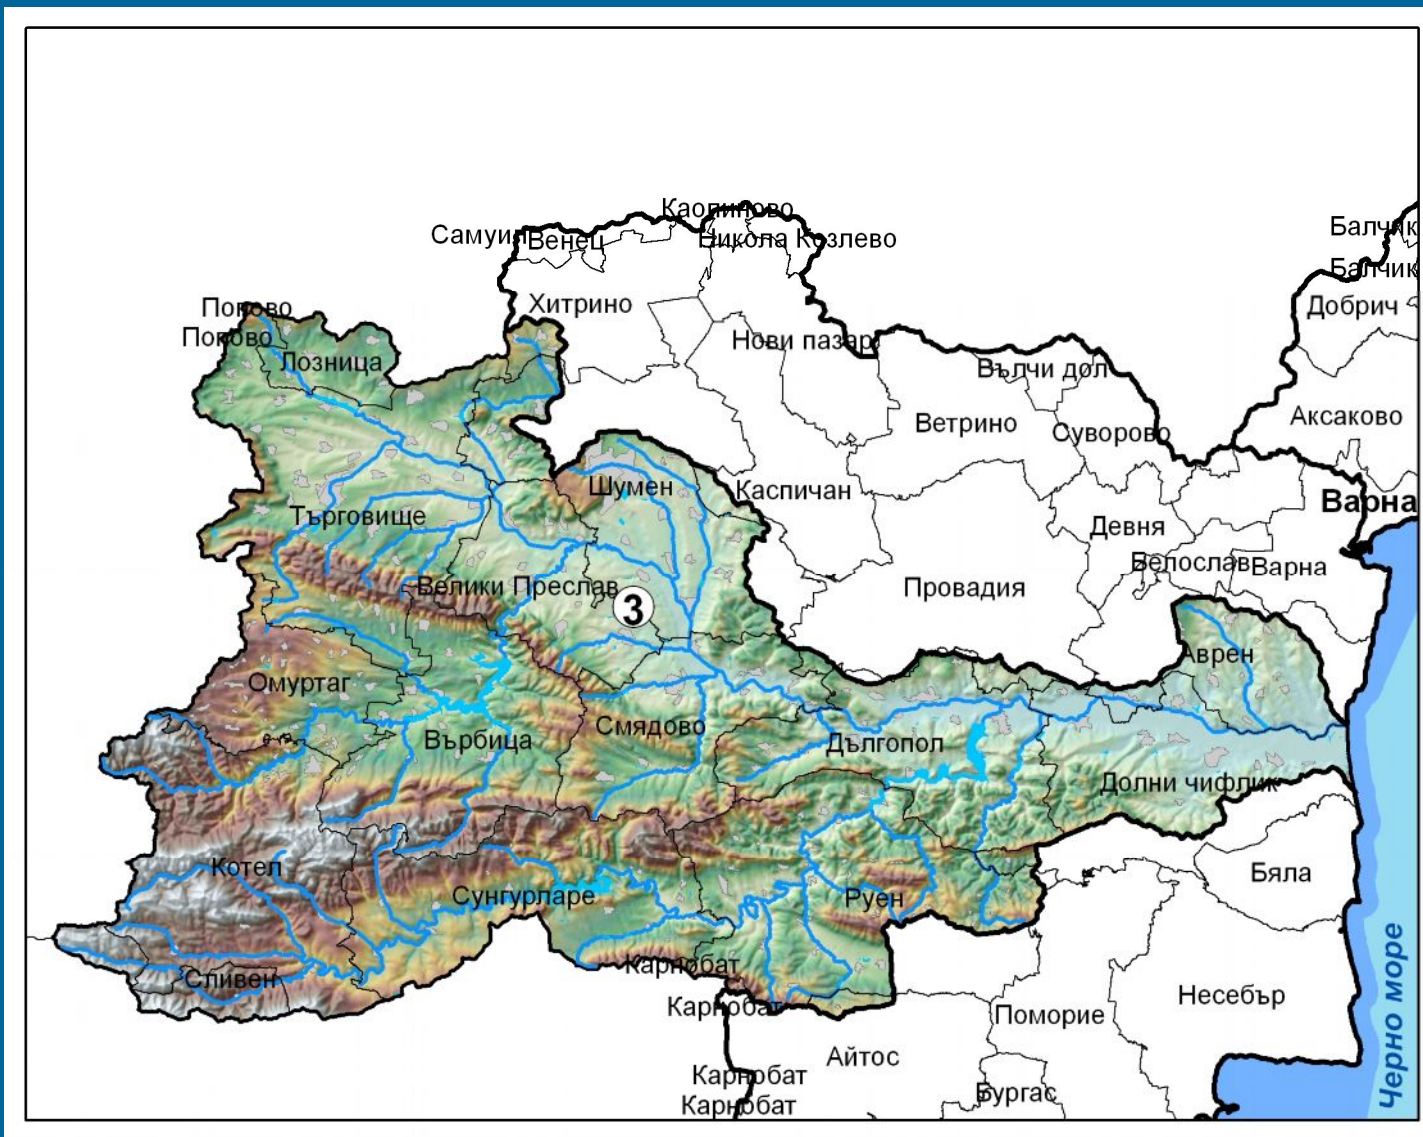 Каопиново
Балчик
Самуил
Венец
Никола Козлево
Балчик
Хитрино
Добрич
Попово
Попово
Нови пазар
Лозница
Вълчи дол
Аксаково
Ветрино
Суворово
Шумен
Каспичан
Варна
Търговище
Девня
Белослав
Варна
Велики Преслав
Провадия
3
Аврен
Омуртаг
Смядово
Върбица
Дългопол
Долни чифлик
Котел
Бяла
Сунгурларе
Руен
Карнобат
Сливен
Карнобат
Несебър
Поморие
Черно море
Айтос
Карнобат
Бургас
Карнобат